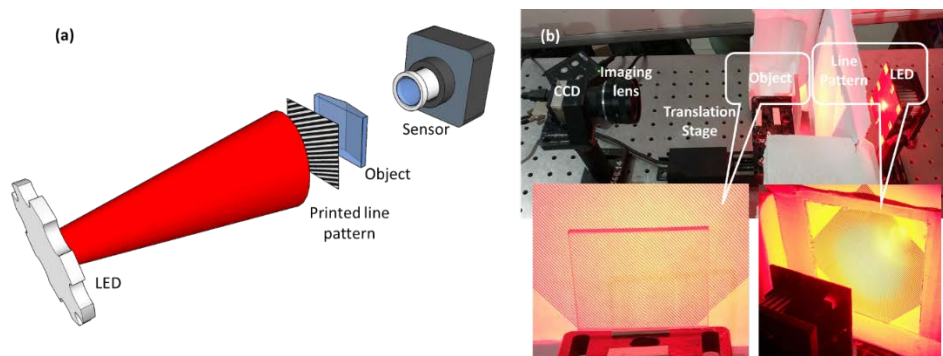 (a)
Sensor
Object
Printed line
pattern
LED
(b)
CCD
Imaging
lens
Translation
Stage
Object
Line
Pattern
LED